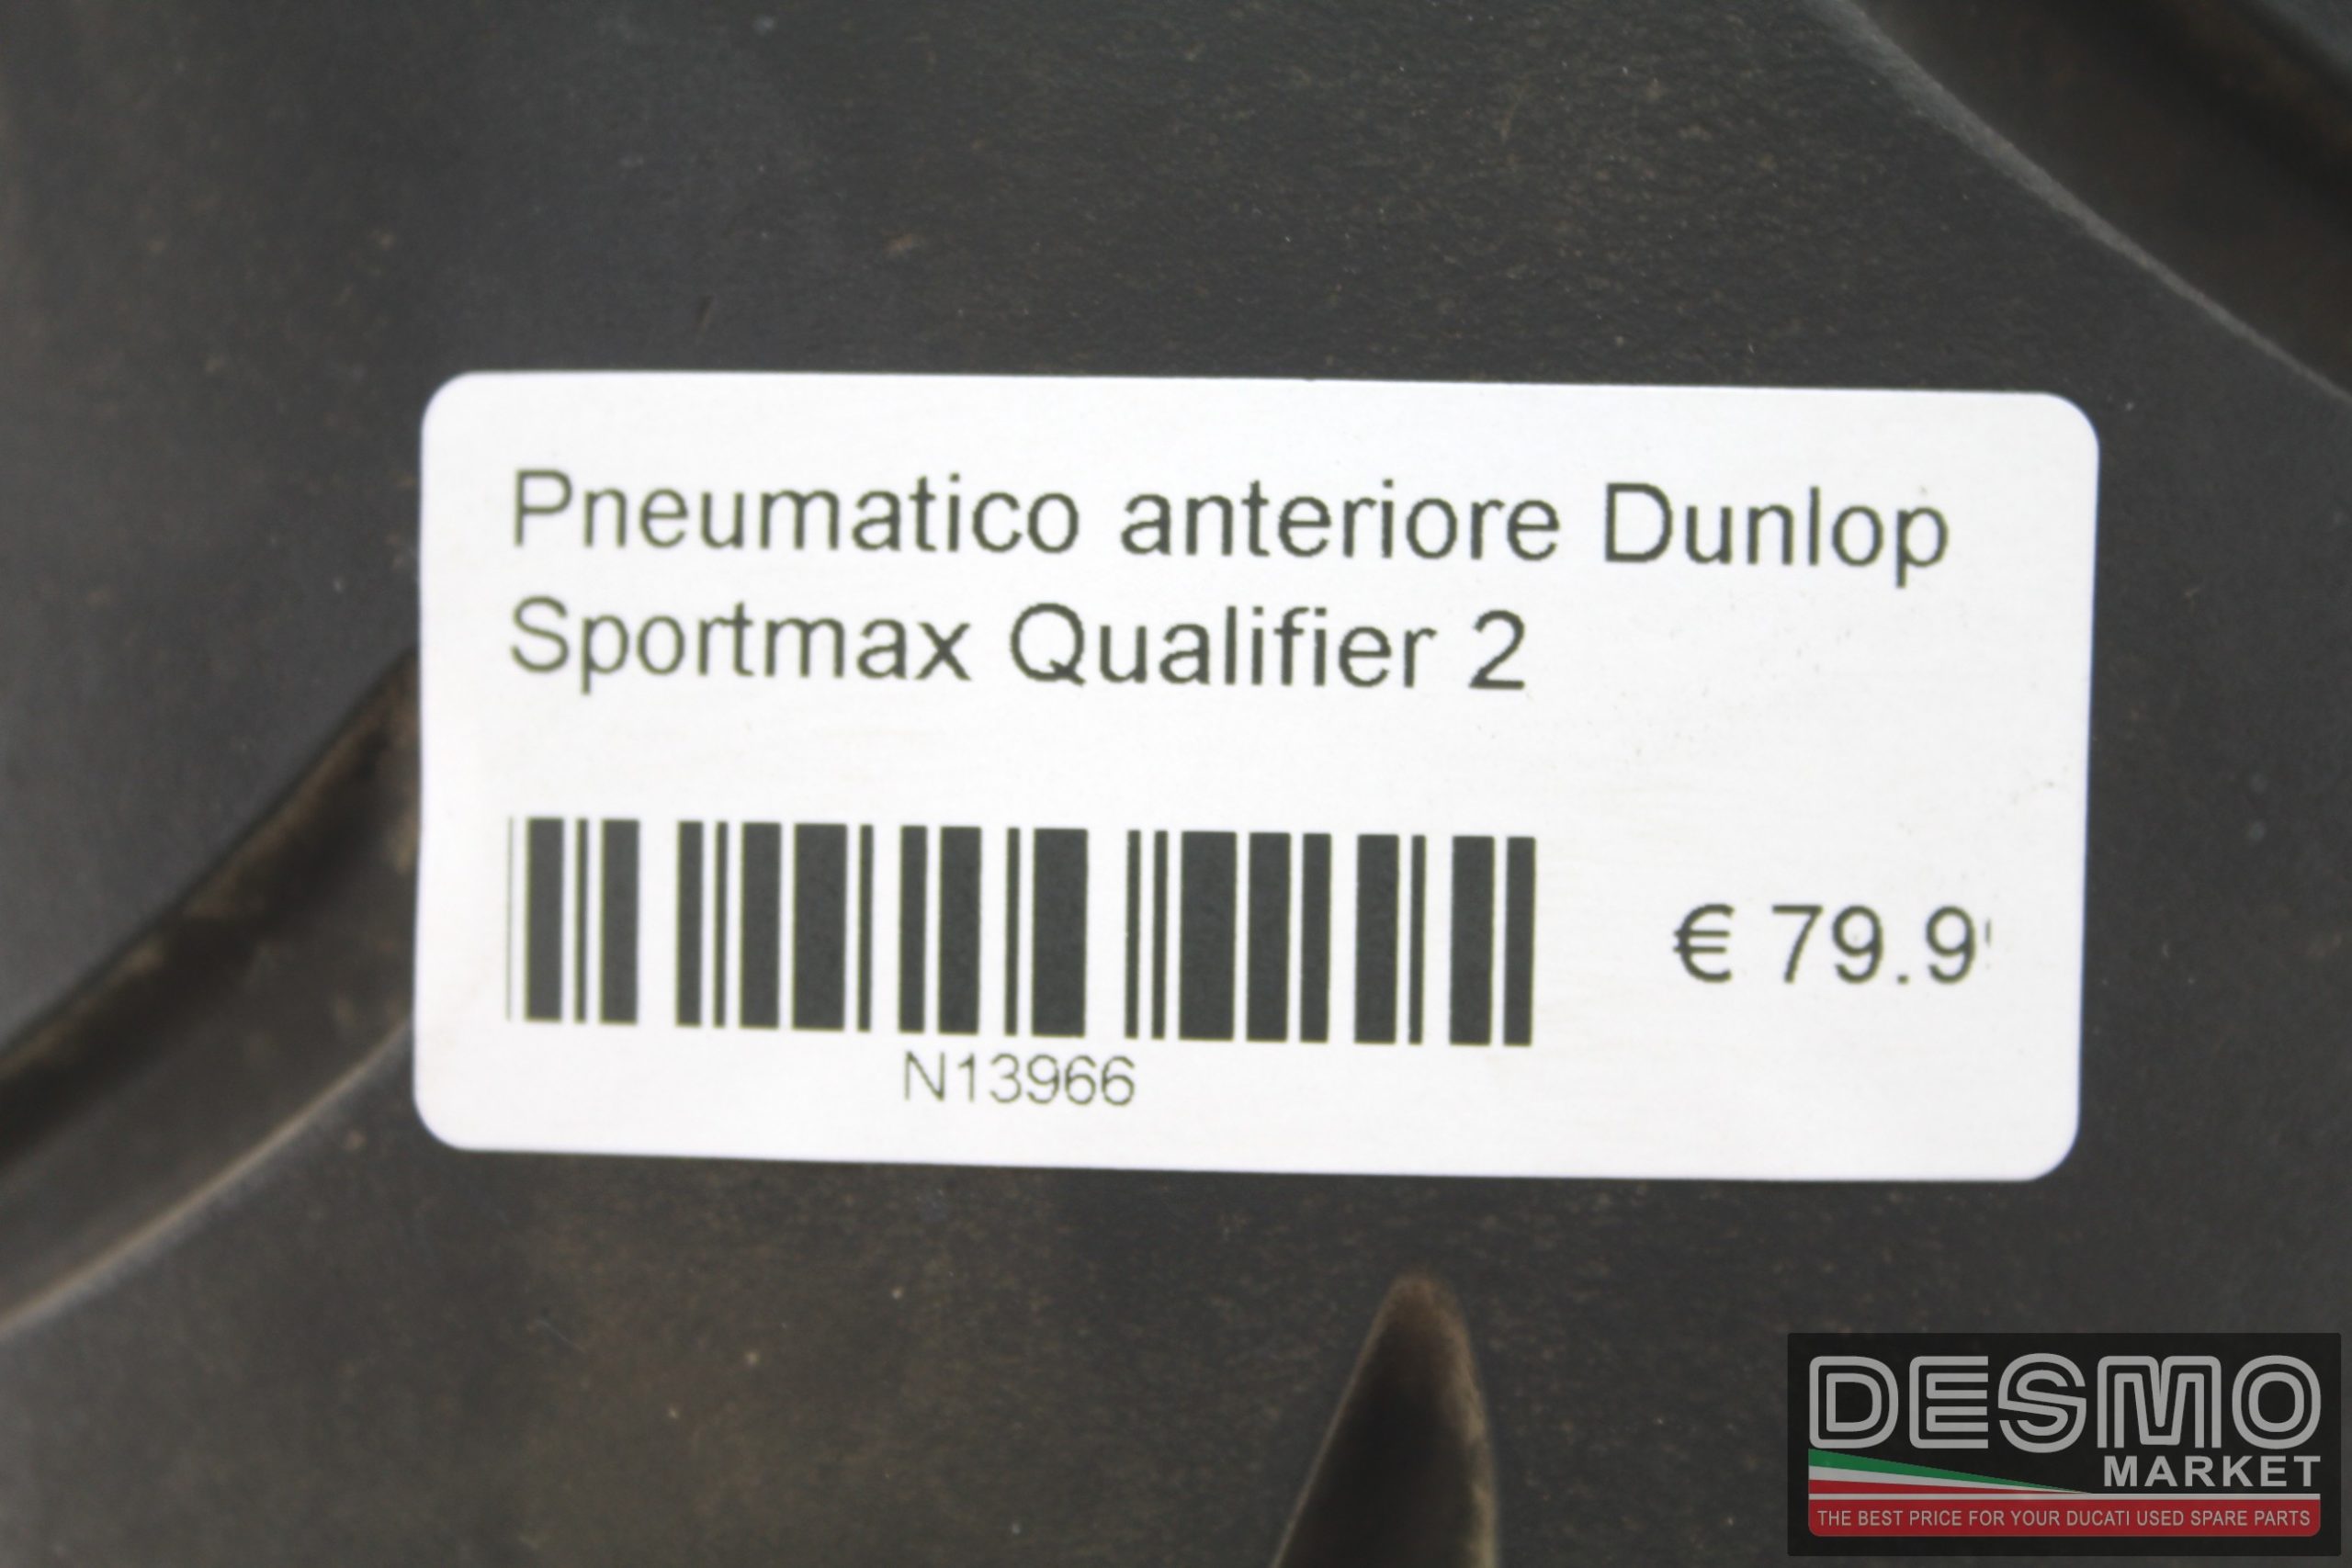 Pneumatico anteriore Dunlop
Sportmax Qualifier 2
€ 79.9
N13966
DESMO
MARKET
THE BEST PRICE FOR YOUR DUCATI USED SPARE PARTS